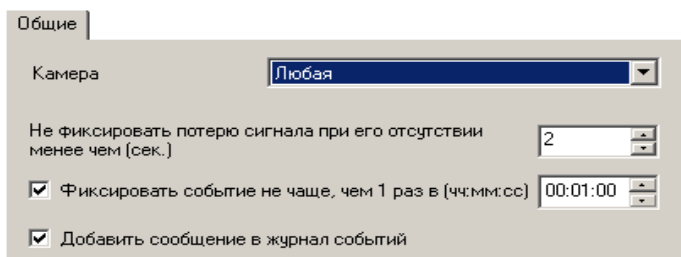 Общие
Камера Любая
Не фиксировать потерю сигнала при его отсутствии
менее чем (сек.) 2
Фиксировать событие не чаще, чем 1 раз в (чч:мм:сс) 00:01:00
Добавить сообщение в журнал событий